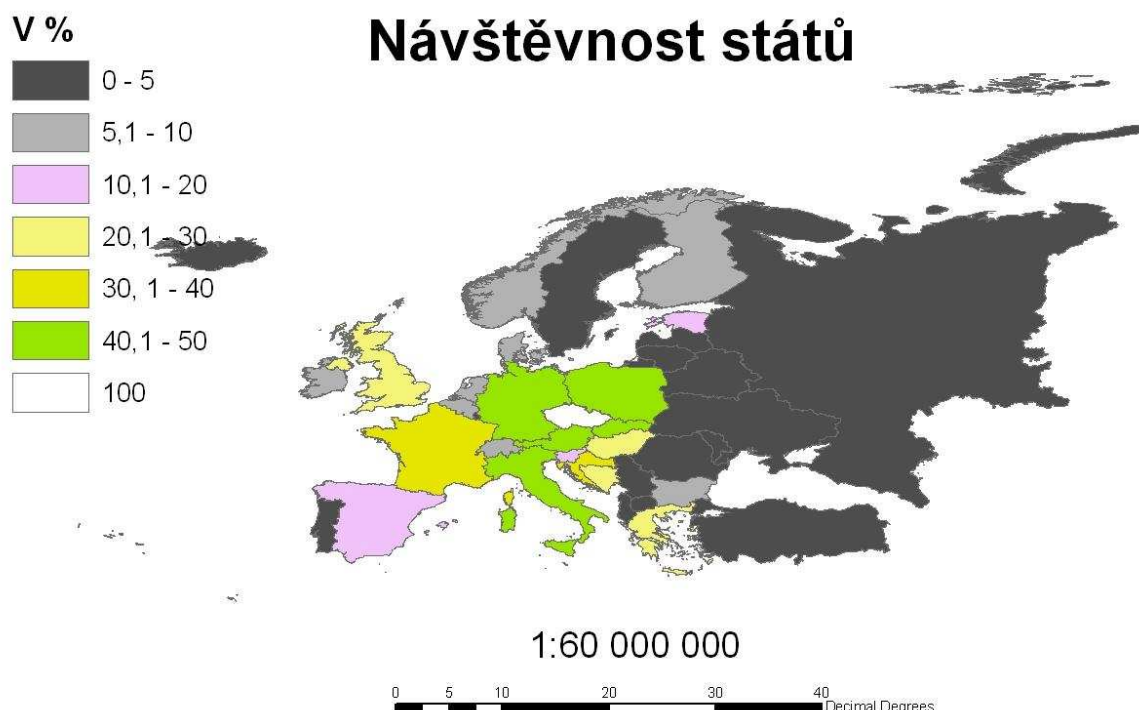 V %
Návštěvnost států
0 - 5
5,1 - 10
10,1 - 20
20,1 - 30
30, 1 - 40
40,1 - 50
100
1:60 000 000
0 5 10 20 30 40
Decimal Degrees